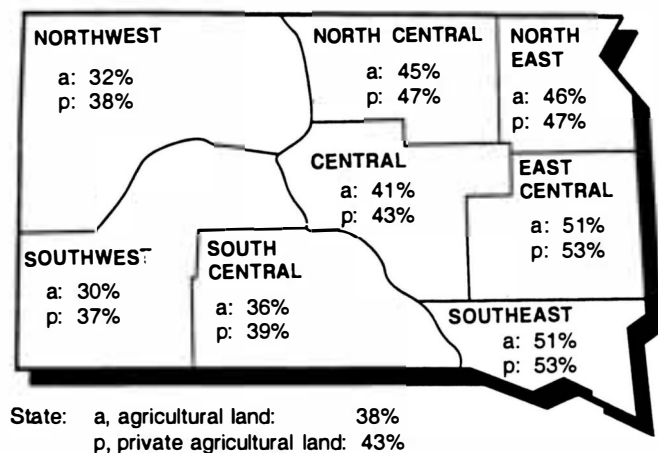 NORTHWEST
a: 32%
p: 38%
NORTH CENTRAL
a: 45%
p: 47%
NORTH
EAST
a: 46%
p: 47%
CENTRAL
a: 41%
p: 43%
EAST
CENTRAL
a: 51%
p: 53%
SOUTHWEST
a: 30%
p: 37%
SOUTH
CENTRAL
a: 36%
p: 39%
SOUTHEAST
a: 51%
p: 53%
State: a, agricultural land: 38%
p, private agricultural land: 43%